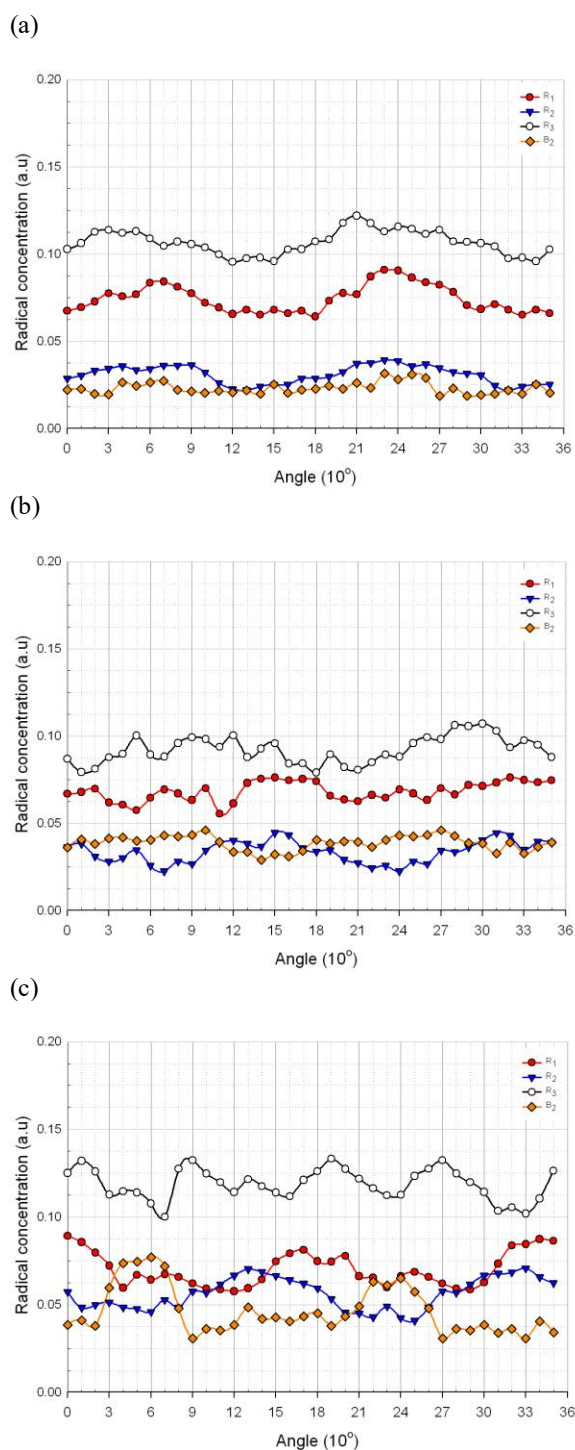 (a)
0.20
0.15
0.10
0.05
0.00
Radical concentration (a.u)
R1
R2
R3
B2
0 3 6 9 12 15 18 21 24 27 30 33 36
Angle (10°)
(b)
0.20
0.15
0.10
0.05
0.00
Radical concentration (a.u)
R1
R2
R3
B2
0 3 6 9 12 15 18 21 24 27 30 33 36
Angle (10°)
(c)
0.20
0.15
0.10
0.05
0.00
Radical concentration (a.u)
R1
R2
R3
B2
0 3 6 9 12 15 18 21 24 27 30 33 36
Angle (10°)